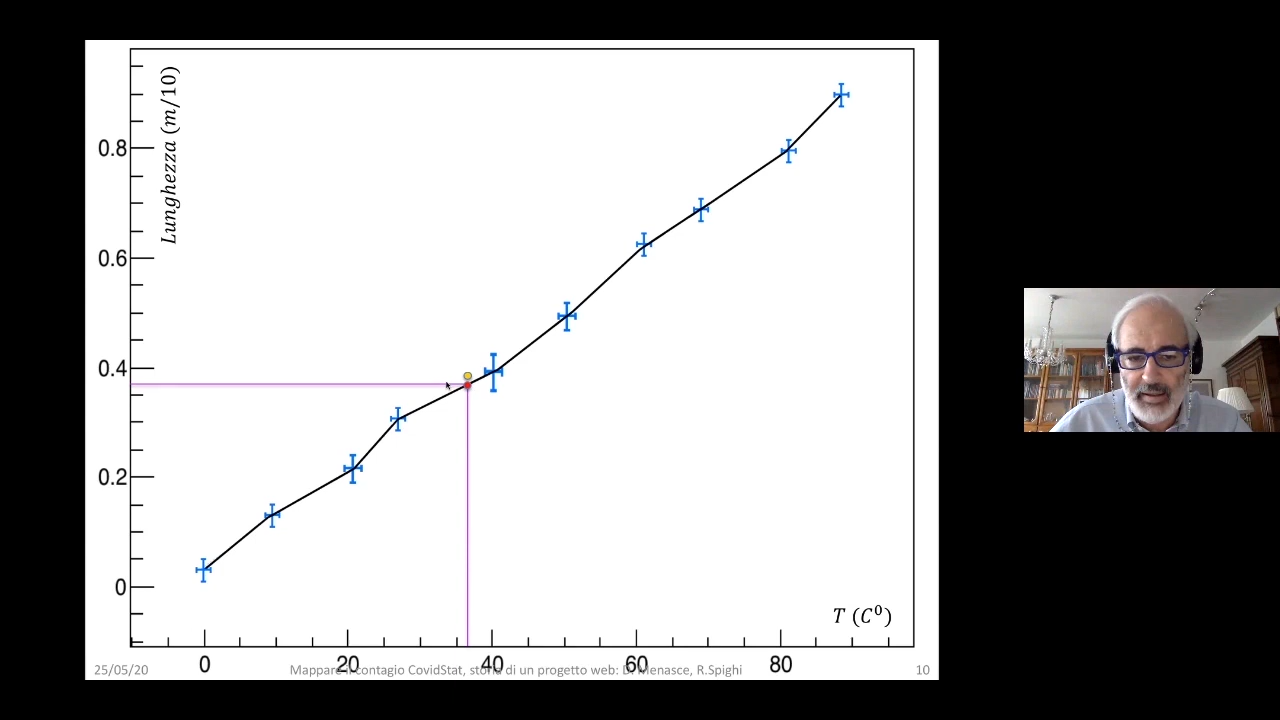 Lunghezza (m/10)
0.8
0.6
0.4
0.2
0
T (C⁰)
0 20 40 60 80
25/05/20 Mappare il contagio CovidStat, storia di un progetto web: D. Menasce, R.Spighi 10